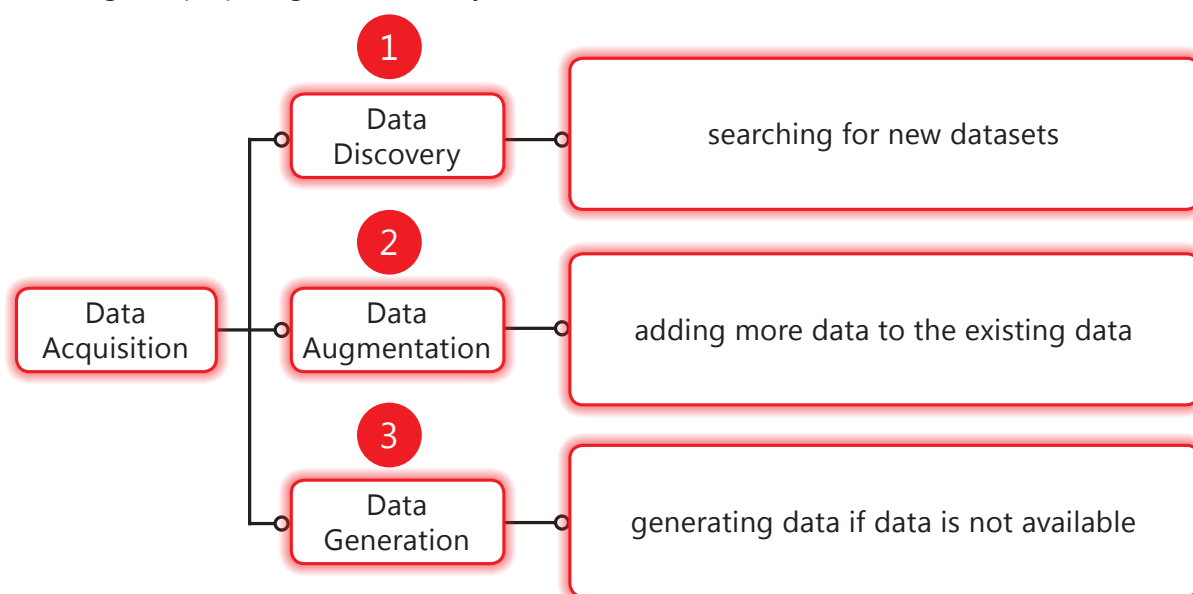 1
Data
Discovery
searching for new datasets
2
Data
Acquisition
Data
Augmentation
adding more data to the existing data
3
Data
Generation
generating data if data is not available